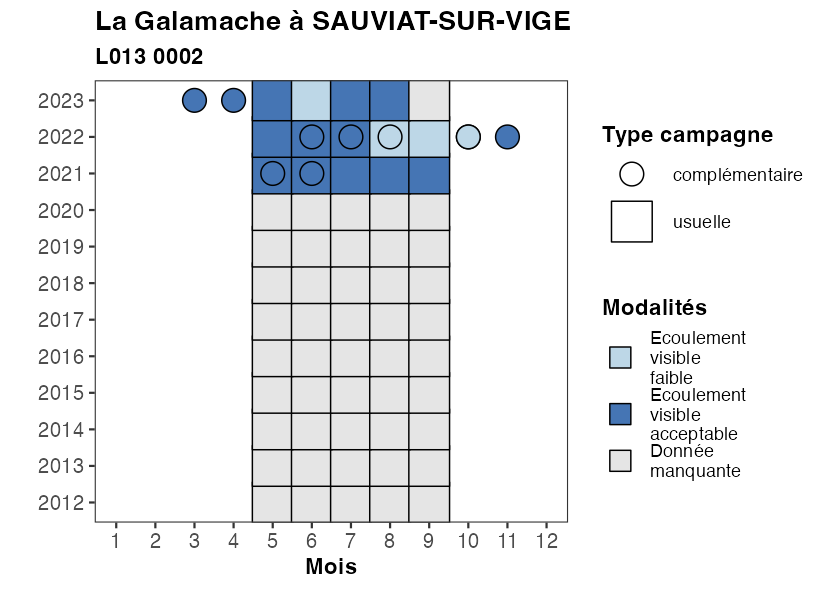 La Galamache à SAUVIAT-SUR-VIGE
L013 0002
2023
2022
2021
2020
2019
2018
2017
2016
2015
2014
2013
2012
1 2 3 4 5 6 7 8 9 10 11 12
Mois
Type campagne
complémentaire
usuelle
Modalités
Ecoulement
visible
faible
Ecoulement
visible
acceptable
Donnée
manquante